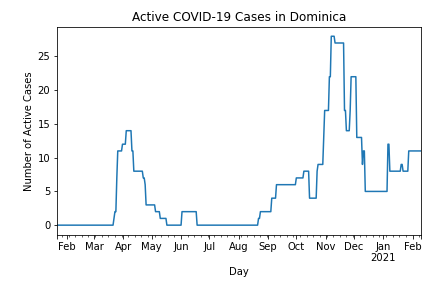 Active COVID-19 Cases in Dominica
Number of Active Cases
25
20
15
10
5
0
Feb Mar Apr May Jun Jul Aug Sep Oct Nov Dec Jan Feb
2021
Day